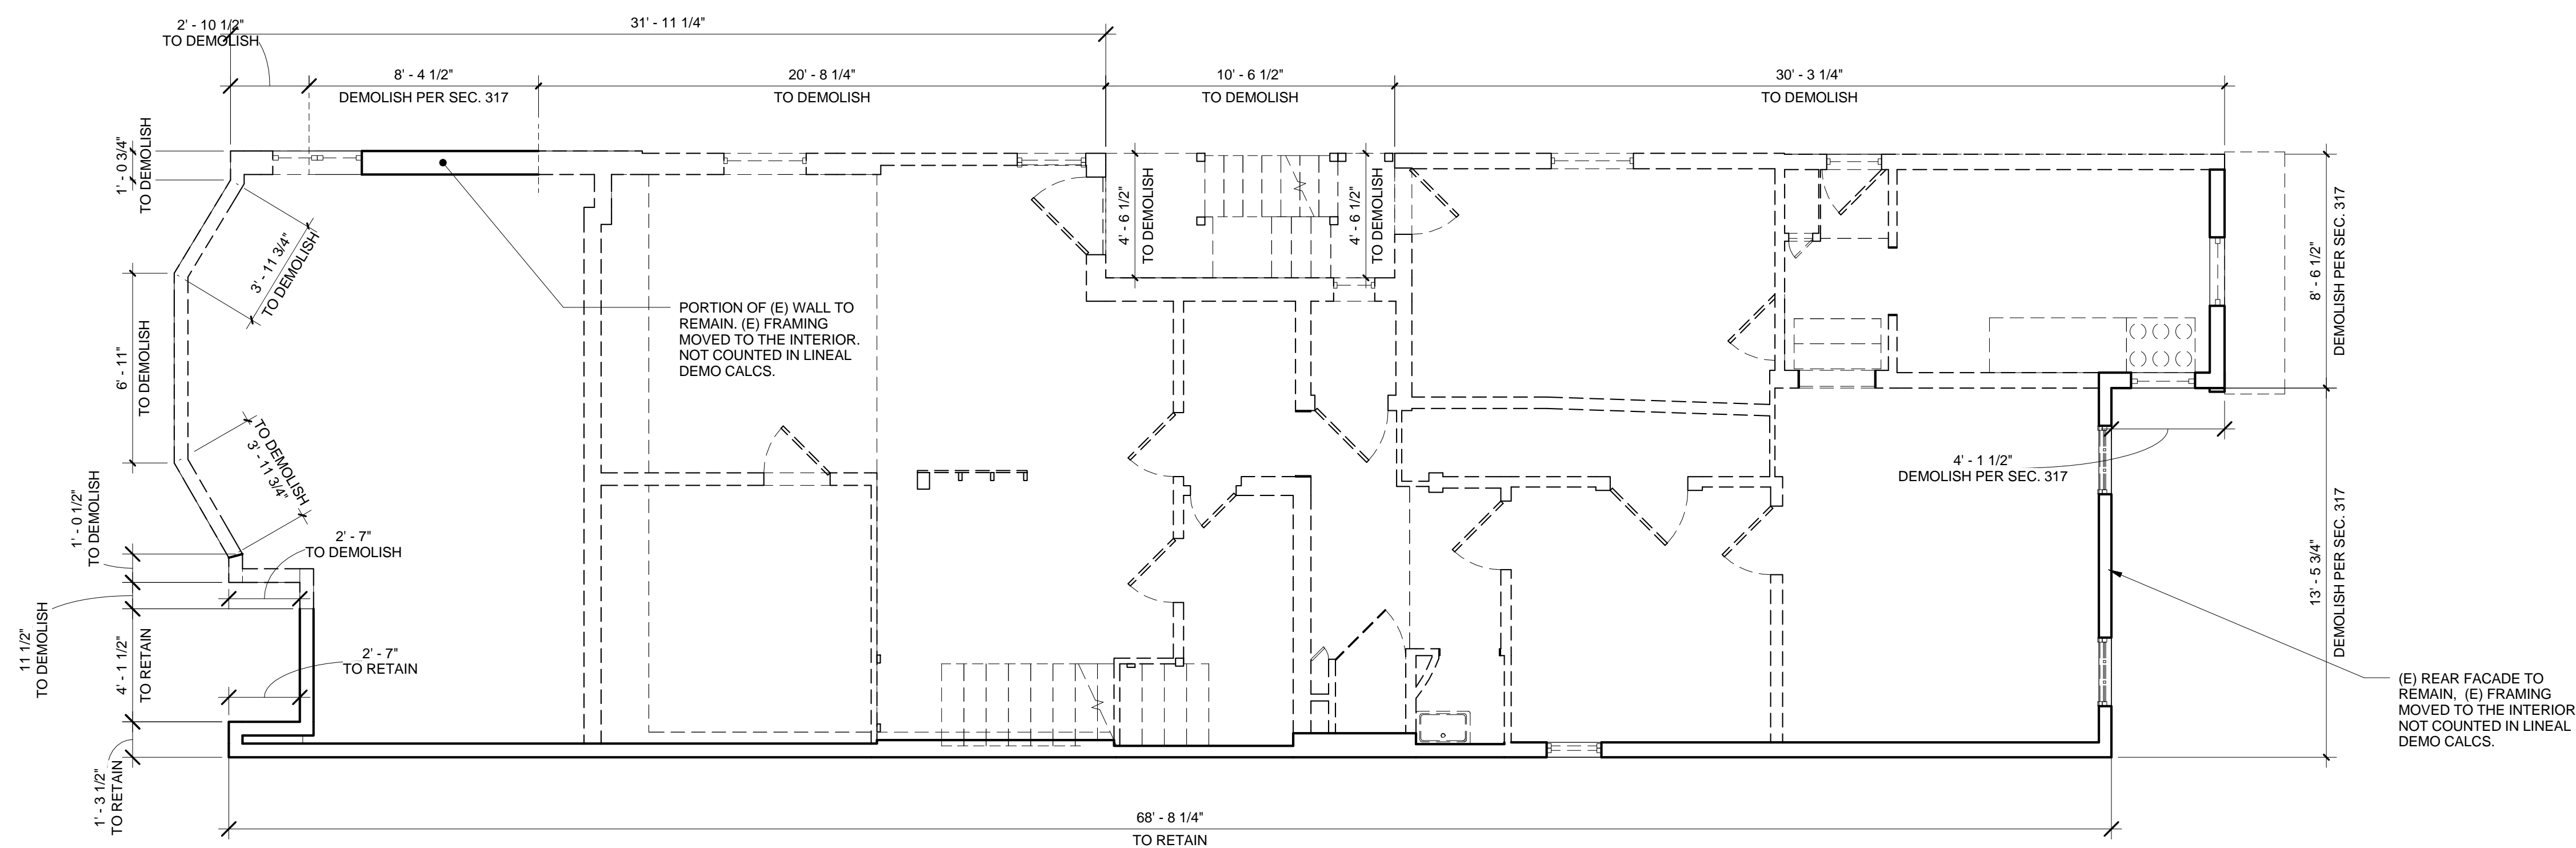 2' - 10 1/2"
TO DEMOLISH
31' - 11 1/4"
8' - 4 1/2"
DEMOLISH PER SEC. 317
20' - 8 1/4"
TO DEMOLISH
10' - 6 1/2"
TO DEMOLISH
30' - 3 1/4"
TO DEMOLISH
1' - 0 3/4"
TO DEMOLISH
3' - 11 3/4"
TO DEMOLISH
6' - 11"
TO DEMOLISH
TO DEMOLISH
3' - 11 3/4"
1' - 0 1/2"
TO DEMOLISH
2' - 7"
TO DEMOLISH
11 1/2"
TO DEMOLISH
4' - 1 1/2"
TO RETAIN
2' - 7"
TO RETAIN
1' - 3 1/2"
TO RETAIN
PORTION OF (E) WALL TO
REMAIN. (E) FRAMING
MOVED TO THE INTERIOR.
NOT COUNTED IN LINEAL
DEMO CALCS.
4' - 6 1/2"
TO DEMOLISH
4' - 6 1/2"
TO DEMOLISH
8' - 6 1/2"
DEMOLISH PER SEC. 317
4' - 1 1/2"
DEMOLISH PER SEC. 317
13' - 5 3/4"
DEMOLISH PER SEC. 317
(E) REAR FACADE TO
REMAIN, (E) FRAMING
MOVED TO THE INTERIOR
NOT COUNTED IN LINEAL
DEMO CALCS.
68' - 8 1/4"
TO RETAIN